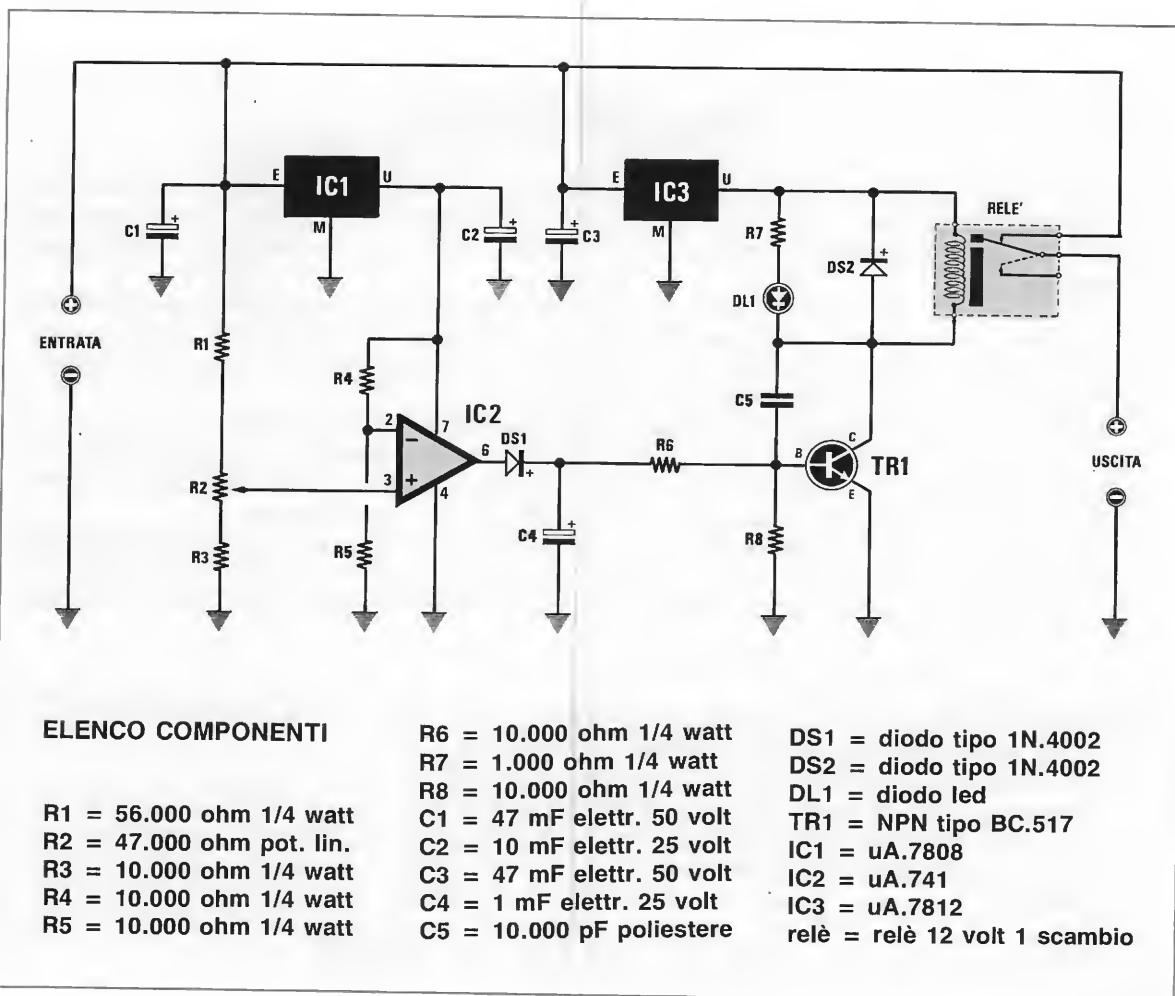 E
IC1
U
M
C1
+
C2
+
E
IC3
U
M
C3
+
R7
DS2
+
DL1
RELE'
+
ENTRATA
-
R1
R4
R2
R3
R5
2
-
3
+
7
4
6
IC2
DS1
+
C4
+
R6
C5
B
C
E
TR1
R8
+
USCITA
-
ELENCO COMPONENTI
R1 = 56.000 ohm 1/4 watt
R2 = 47.000 ohm pot. lin.
R3 = 10.000 ohm 1/4 watt
R4 = 10.000 ohm 1/4 watt
R5 = 10.000 ohm 1/4 watt
R6 = 10.000 ohm 1/4 watt
R7 = 1.000 ohm 1/4 watt
R8 = 10.000 ohm 1/4 watt
C1 = 47 mF elettr. 50 volt
C2 = 10 mF elettr. 25 volt
C3 = 47 mF elettr. 50 volt
C4 = 1 mF elettr. 25 volt
C5 = 10.000 pF poliestere
DS1 = diodo tipo 1N.4002
DS2 = diodo tipo 1N.4002
DL1 = diodo led
TR1 = NPN tipo BC.517
IC1 = uA.7808
IC2 = uA.741
IC3 = uA.7812
relè = relè 12 volt 1 scambio